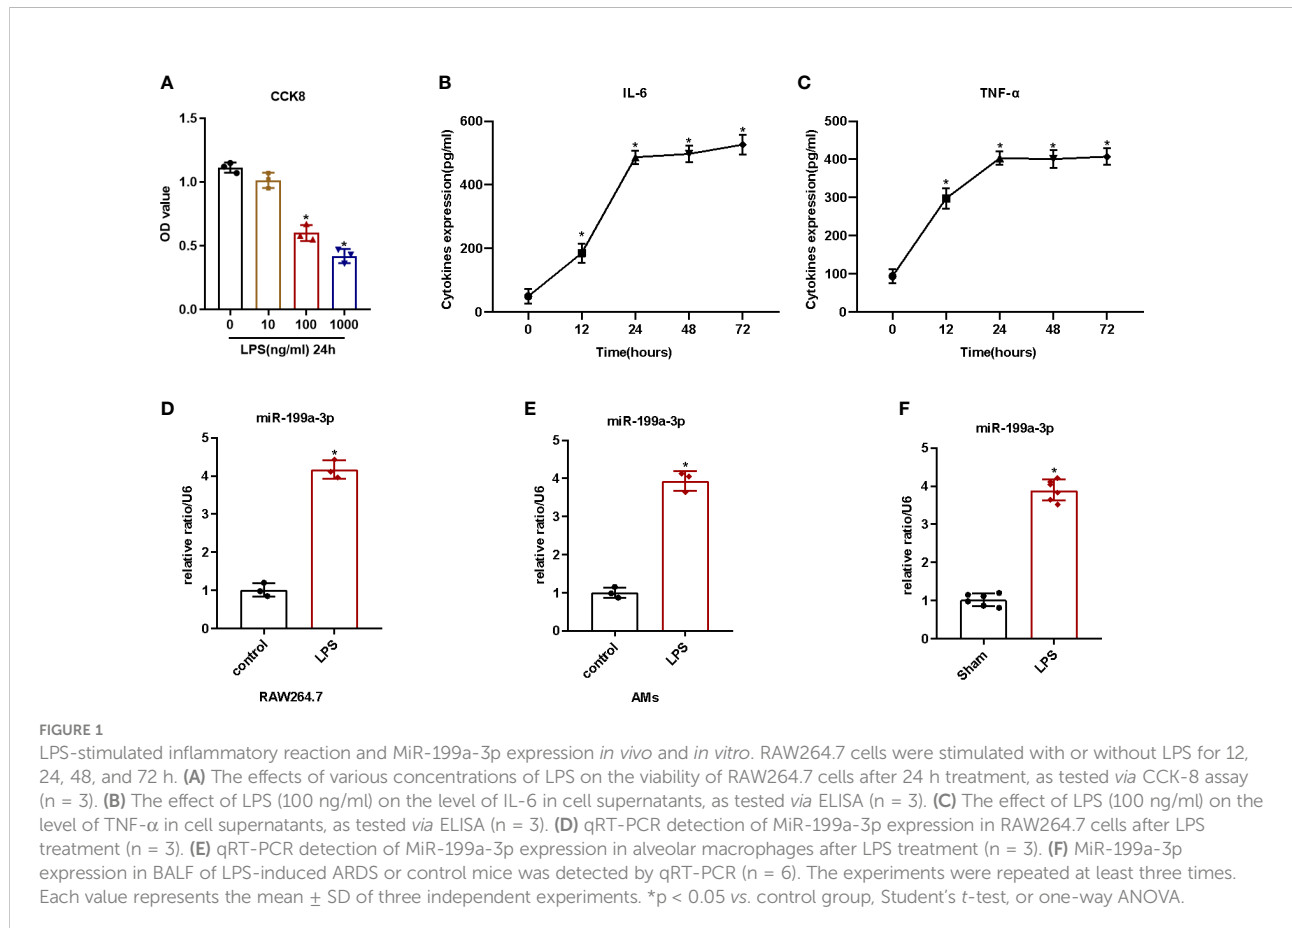 A
CCK8
OD value
1.5
1.0
0.5
0.0
*
*
0 10 100 1000
LPS(ng/ml) 24h
B
IL-6
Cytokines expression(pg/ml)
600
400
200
0
* * * *
0 12 24 48 72
Time(hours)
C
TNF-α
Cytokines expression(pg/ml)
500
400
300
200
100
0
* * * *
0 12 24 48 72
Time(hours)
D
miR-199a-3p
relative ratio/U6
5
4
3
2
1
0
*
control LPS
RAW264.7
E
miR-199a-3p
relative ratio/U6
5
4
3
2
1
0
*
control LPS
AMs
F
miR-199a-3p
relative ratio/U6
5
4
3
2
1
0
*
Sham LPS
FIGURE 1
LPS-stimulated inflammatory reaction and MiR-199a-3p expression in vivo and in vitro. RAW264.7 cells were stimulated with or without LPS for 12,
24, 48, and 72 h. (A) The effects of various concentrations of LPS on the viability of RAW264.7 cells after 24 h treatment, as tested via CCK-8 assay
(n = 3). (B) The effect of LPS (100 ng/ml) on the level of IL-6 in cell supernatants, as tested via ELISA (n = 3). (C) The effect of LPS (100 ng/ml) on the
level of TNF-α in cell supernatants, as tested via ELISA (n = 3). (D) qRT-PCR detection of MiR-199a-3p expression in RAW264.7 cells after LPS
treatment (n = 3). (E) qRT-PCR detection of MiR-199a-3p expression in alveolar macrophages after LPS treatment (n = 3). (F) MiR-199a-3p
expression in BALF of LPS-induced ARDS or control mice was detected by qRT-PCR (n = 6). The experiments were repeated at least three times.
Each value represents the mean ± SD of three independent experiments. *p < 0.05 vs. control group, Student's t-test, or one-way ANOVA.